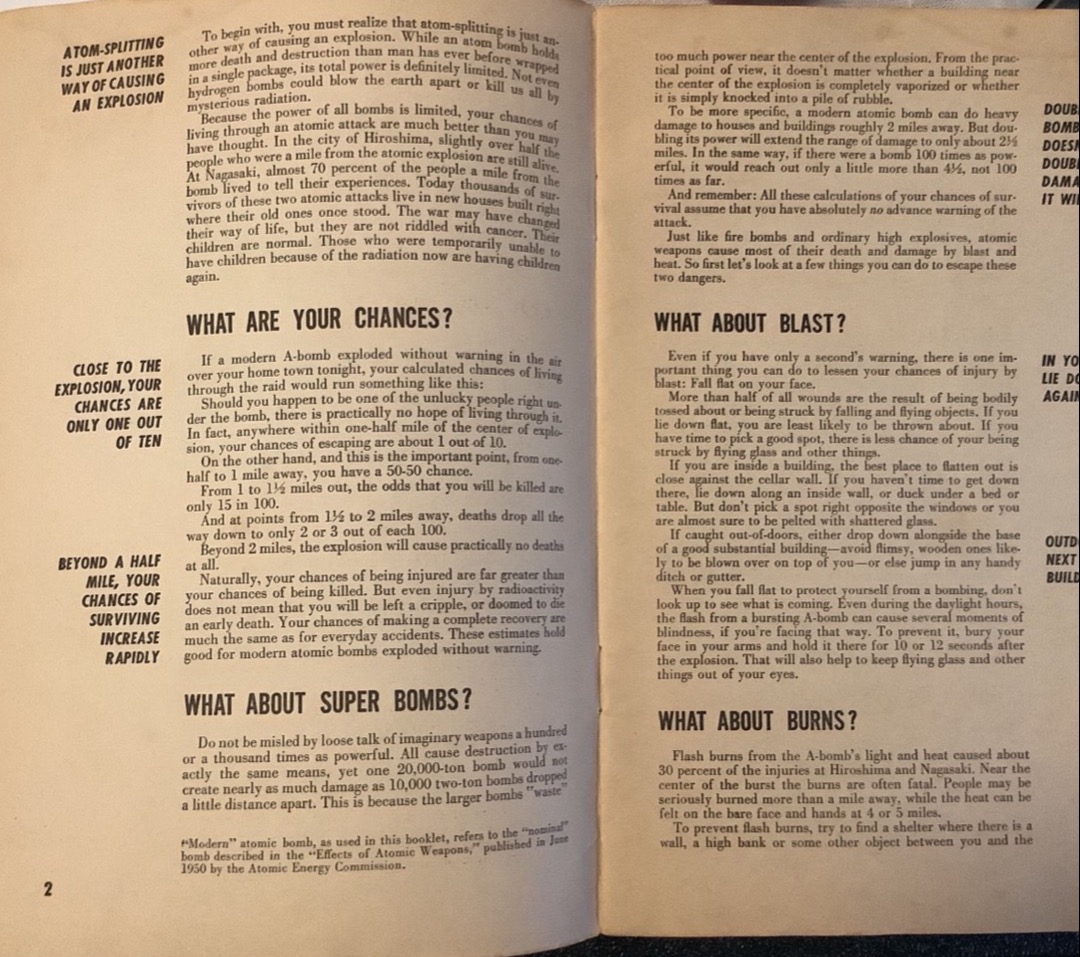 ATOM-SPLITTING
IS JUST ANOTHER
WAY OF CAUSING
AN EXPLOSION
To begin with, you must realize that atom-splitting is just an-
other way of causing an explosion. While an atom bomb holds
more death and destruction than man has ever before wrapped
in a single package, its total power is definitely limited. Not even
hydrogen bombs could blow the earth apart or kill us all by
mysterious radiation.
Because the power of all bombs is limited, your chances of
living through an atomic attack are much better than you may
have thought. In the city of Hiroshima, slightly over half the
people who were a mile from the atomic explosion are still alive.
At Nagasaki, almost 70 percent of the people a mile from the
bomb lived to tell their experiences. Today thousands of sur-
vivors of these two atomic attacks live in new houses built right
where their old ones once stood. The war may have changed
their way of life, but they are not riddled with cancer. Their
children are normal. Those who were temporarily unable to
have children because of the radiation now are having children
again.
WHAT ARE YOUR CHANCES?
CLOSE TO THE
EXPLOSION, YOUR
CHANCES ARE
ONLY ONE OUT
OF TEN
If a modern A-bomb exploded without warning in the air
over your home town tonight, your calculated chances of living
through the raid would run something like this:
Should you happen to be one of the unlucky people right un-
der the bomb, there is practically no hope of living through it.
In fact, anywhere within one-half mile of the center of explo-
sion, your chances of escaping are about 1 out of 10.
On the other hand, and this is the important point, from one-
half to 1 mile away, you have a 50-50 chance.
From 1 to 1½ miles out, the odds that you will be killed are
only 15 in 100.
And at points from 1½ to 2 miles away, deaths drop all the
way down to only 2 or 3 out of each 100.
Beyond 2 miles, the explosion will cause practically no deaths
at all.
BEYOND A HALF
MILE, YOUR
CHANCES OF
SURVIVING
INCREASE
RAPIDLY
Naturally, your chances of being injured are far greater than
your chances of being killed. But even injury by radioactivity
does not mean that you will be left a cripple, or doomed to die
an early death. Your chances of making a complete recovery are
much the same as for everyday accidents. These estimates hold
good for modern atomic bombs exploded without warning.
WHAT ABOUT SUPER BOMBS?
Do not be misled by loose talk of imaginary weapons a hundred
or a thousand times as powerful. All cause destruction by ex-
actly the same means, yet one 20,000-ton bomb would not
create nearly as much damage as 10,000 two-ton bombs dropped
a little distance apart. This is because the larger bombs "waste"
"Modern" atomic bomb, as used in this booklet, refers to the "nominal"
bomb described in the "Effects of Atomic Weapons," published in June
1950 by the Atomic Energy Commission.
2
too much power near the center of the explosion. From the prac-
tical point of view, it doesn't matter whether a building near
the center of the explosion is completely vaporized or whether
it is simply knocked into a pile of rubble.
To be more specific, a modern atomic bomb can do heavy
damage to houses and buildings roughly 2 miles away. But dou-
bling its power will extend the range of damage to only about 2½
miles. In the same way, if there were a bomb 100 times as pow-
erful, it would reach out only a little more than 4½, not 100
times as far.
And remember: All these calculations of your chances of sur-
vival assume that you have absolutely no advance warning of the
attack.
Just like fire bombs and ordinary high explosives, atomic
weapons cause most of their death and damage by blast and
heat. So first let's look at a few things you can do to escape these
two dangers.
DOUB
BOMB
DOESN
DOUBL
DAMA
IT WI
WHAT ABOUT BLAST?
Even if you have only a second's warning, there is one im-
portant thing you can do to lessen your chances of injury by
blast: Fall flat on your face.
More than half of all wounds are the result of being bodily
tossed about or being struck by falling and flying objects. If you
lie down flat, you are least likely to be thrown about. If you
have time to pick a good spot, there is less chance of your being
struck by flying glass and other things.
If you are inside a building, the best place to flatten out is
close against the cellar wall. If you haven't time to get down
there, lie down along an inside wall, or duck under a bed or
table. But don't pick a spot right opposite the windows or you
are almost sure to be pelted with shattered glass.
If caught out-of-doors, either drop down alongside the base
of a good substantial building—avoid flimsy, wooden ones like-
ly to be blown over on top of you—or else jump in any handy
ditch or gutter.
When you fall flat to protect yourself from a bombing, don't
look up to see what is coming. Even during the daylight hours,
the flash from a bursting A-bomb can cause several moments of
blindness, if you're facing that way. To prevent it, bury your
face in your arms and hold it there for 10 or 12 seconds after
the explosion. That will also help to keep flying glass and other
things out of your eyes.
IN YO
LIE DO
AGAIN
OUTD
NEXT
BUILD
WHAT ABOUT BURNS?
Flash burns from the A-bomb's light and heat caused about
30 percent of the injuries at Hiroshima and Nagasaki. Near the
center of the burst the burns are often fatal. People may be
seriously burned more than a mile away, while the heat can be
felt on the bare face and hands at 4 or 5 miles.
To prevent flash burns, try to find a shelter where there is a
wall, a high bank or some other object between you and the